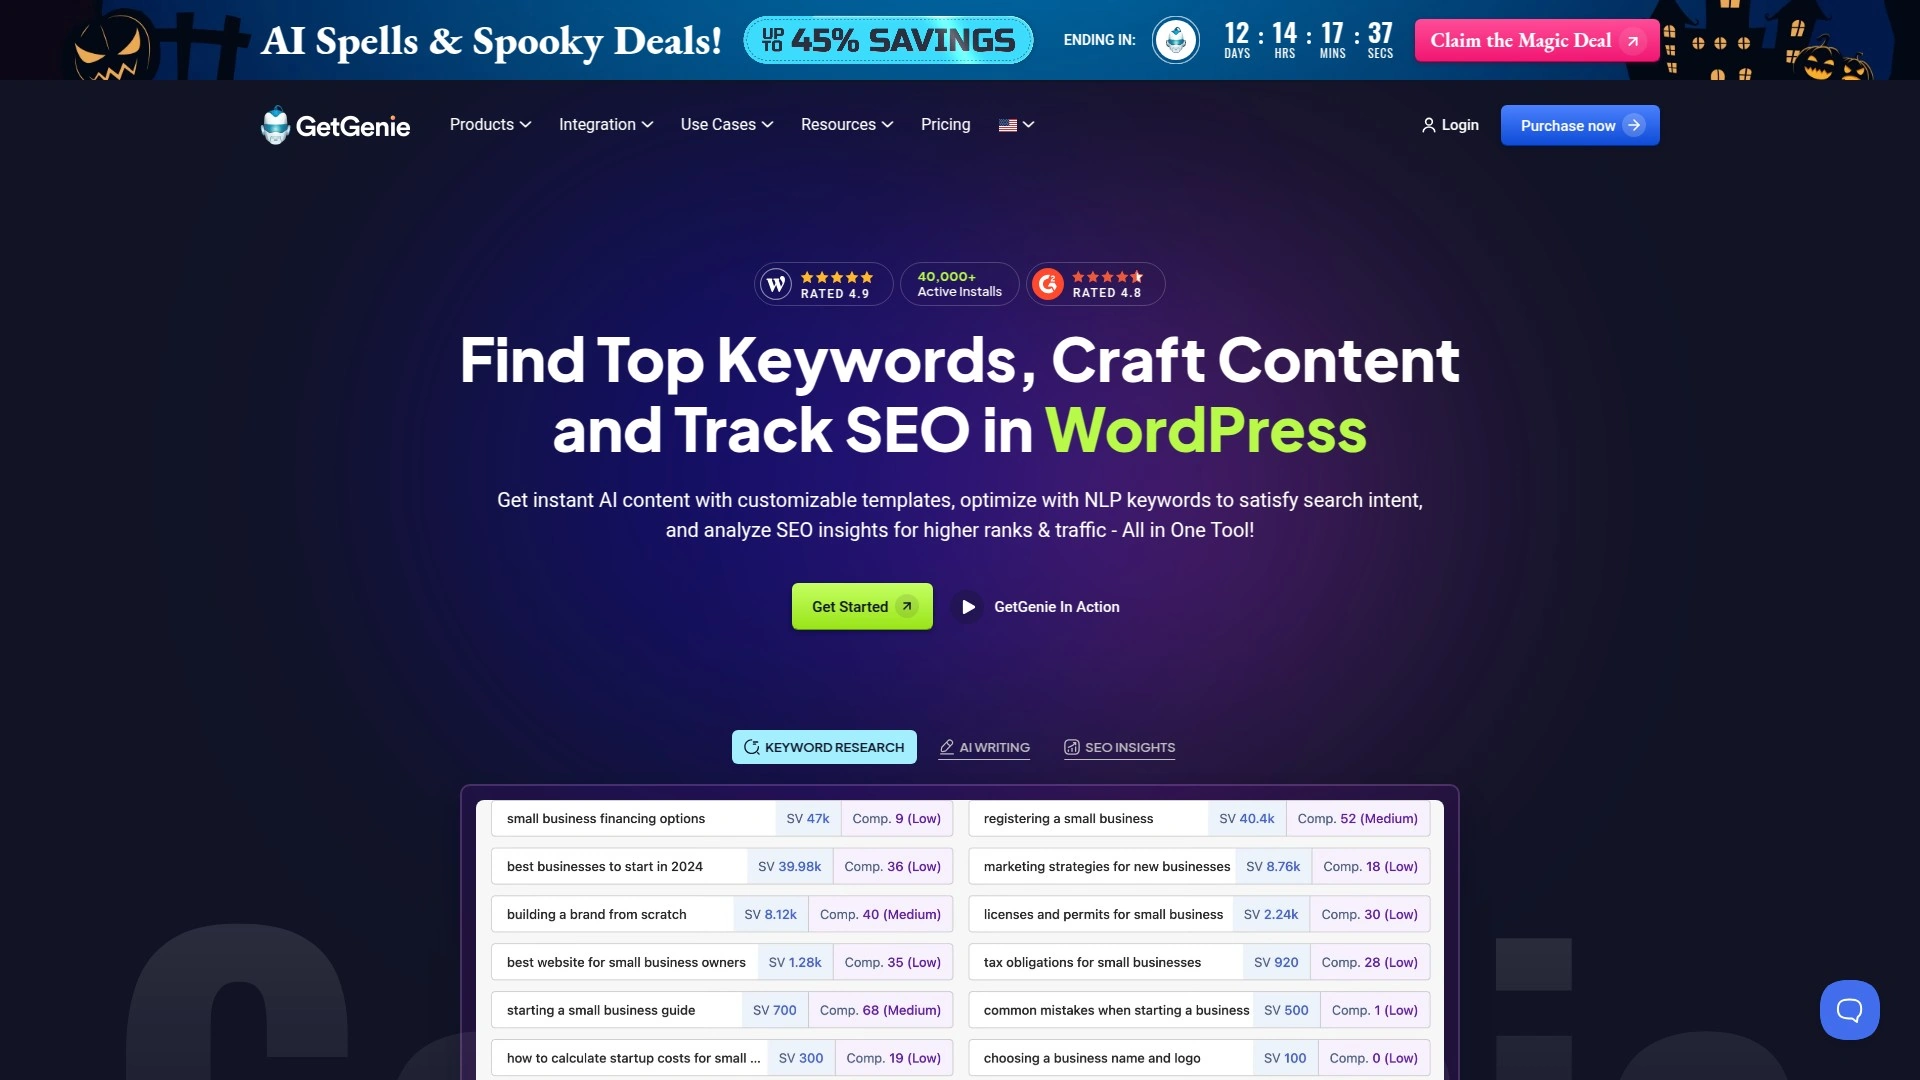 AI Spells & Spooky Deals!
UP TO 45% SAVINGS
ENDING IN:
12 : 14 : 17 : 37
DAYS HRS MINS SECS
Claim the Magic Deal
GetGenie
Products Integration Use Cases Resources Pricing
Login
Purchase now
RATED 4.9
40,000+
Active Installs
RATED 4.8
Find Top Keywords, Craft Content
and Track SEO in WordPress
Get instant AI content with customizable templates, optimize with NLP keywords to satisfy search intent,
and analyze SEO insights for higher ranks & traffic - All in One Tool!
Get Started
GetGenie In Action
KEYWORD RESEARCH AI WRITING SEO INSIGHTS
small business financing options SV 47k Comp. 9 (Low)
registering a small business SV 40.4k Comp. 52 (Medium)
best businesses to start in 2024 SV 39.98k Comp. 36 (Low)
marketing strategies for new businesses SV 8.76k Comp. 18 (Low)
building a brand from scratch SV 8.12k Comp. 40 (Medium)
licenses and permits for small business SV 2.24k Comp. 30 (Low)
best website for small business owners SV 1.28k Comp. 35 (Low)
tax obligations for small businesses SV 920 Comp. 28 (Low)
starting a small business guide SV 700 Comp. 68 (Medium)
common mistakes when starting a business SV 500 Comp. 1 (Low)
how to calculate startup costs for small ... SV 300 Comp. 19 (Low)
choosing a business name and logo SV 100 Comp. 0 (Low)